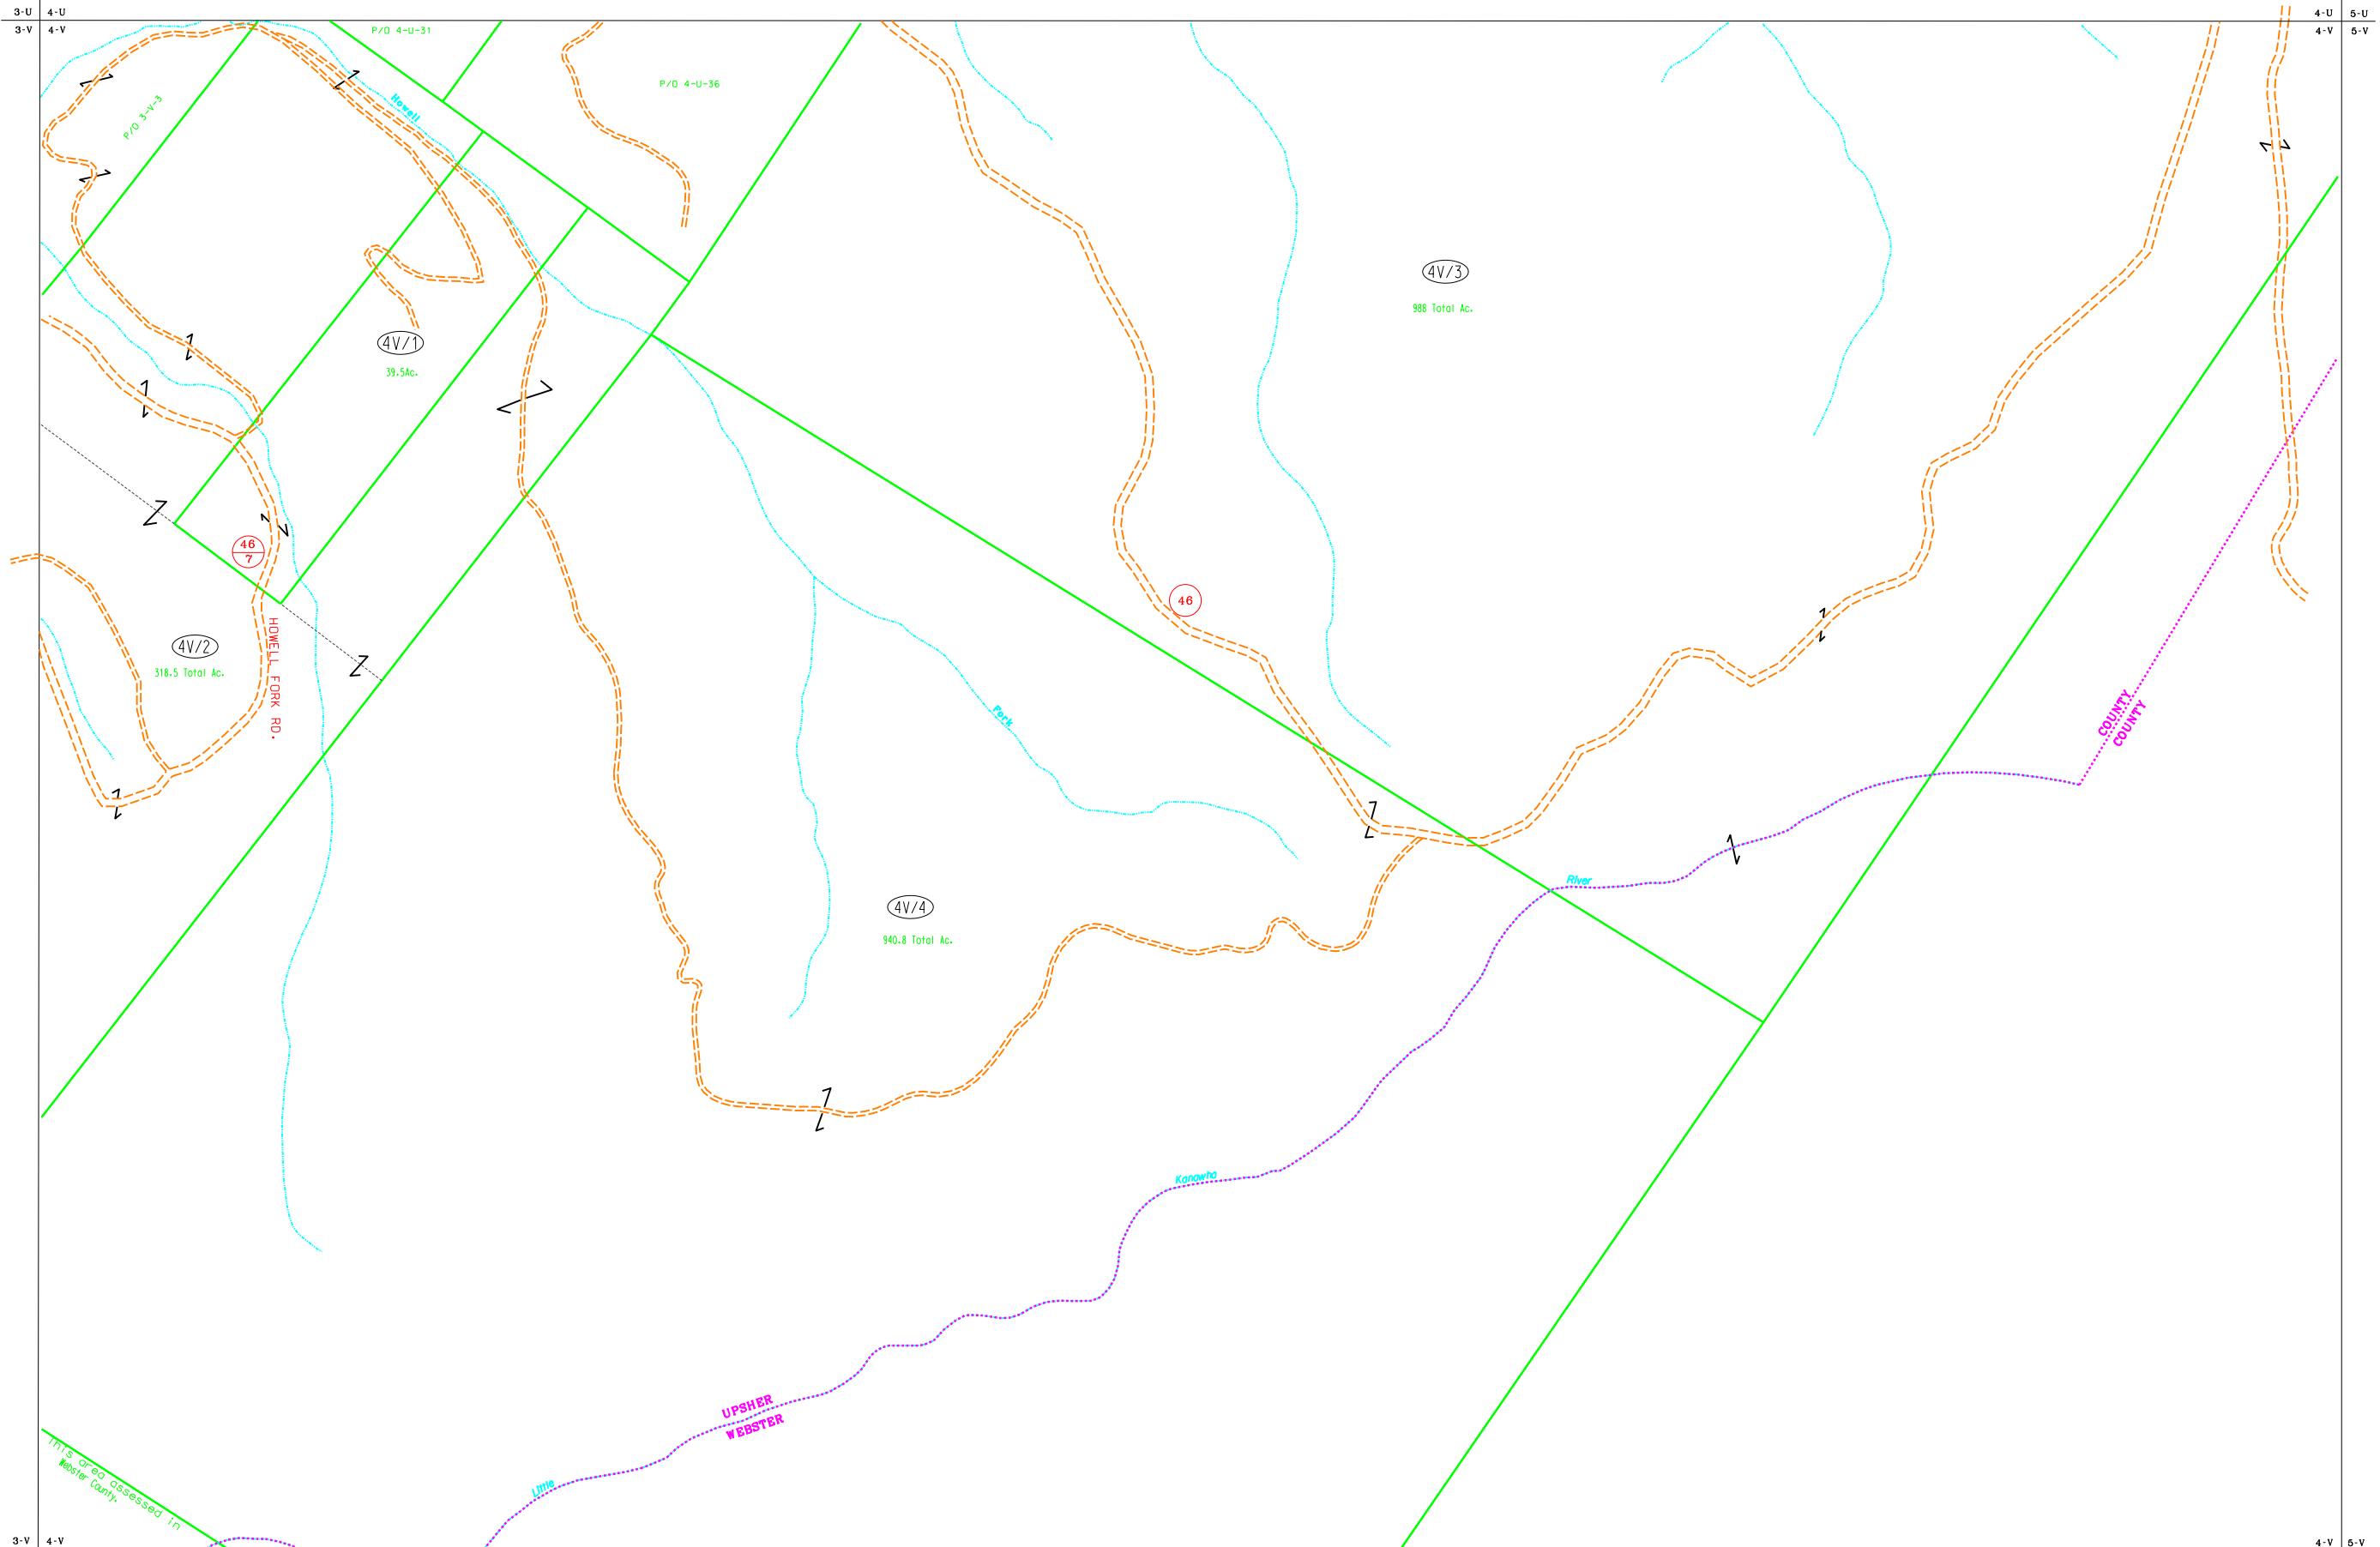 3-U 4-U
4-U 5-U
3-V 4-V
4-V 5-V
P/O 4-U-31
P/O 4-U-36
P/O 3-V-3
Howell
4V/3
988 Total Ac.
4V/1
39.5Ac.
46
7
46
HOWELL FORK RD.
4V/2
318.5 Total Ac.
Fork
COUNTY
COUNTY
River
4V/4
940.8 Total Ac.
Kanawha
UPSHER
WEBSTER
Little
This area assessed in
Webster County.
3-V 4-V
4-V 5-V